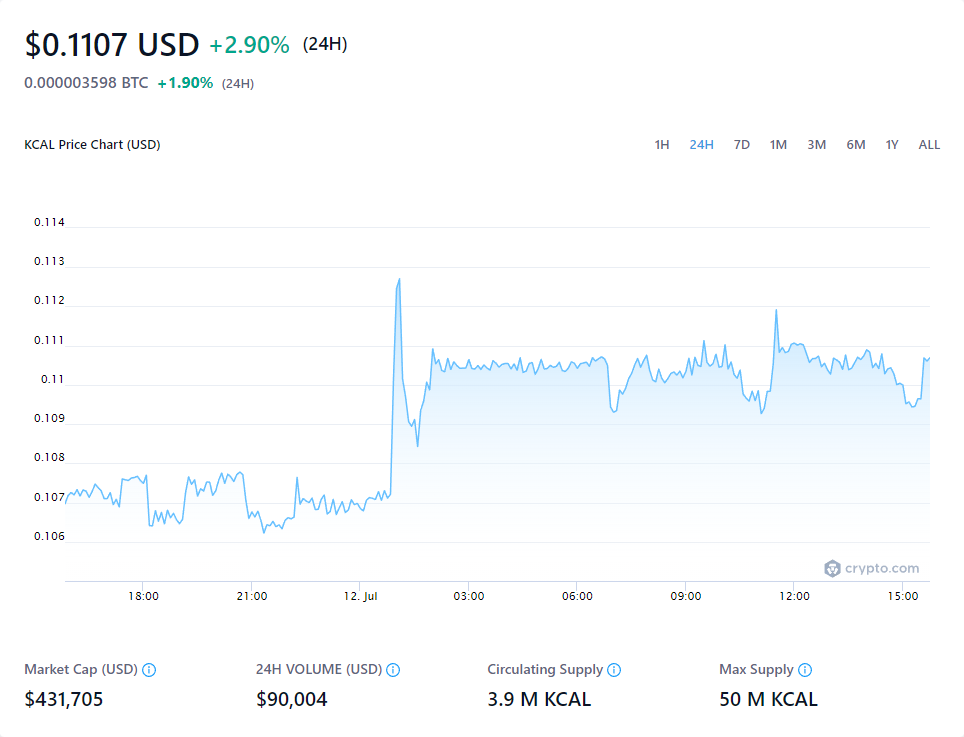 $0.1107 USD +2.90% (24H)
0.000003598 BTC +1.90% (24H)
KCAL Price Chart (USD) 1H 24H 7D 1M 3M 6M 1Y ALL
0.114
0.113
0.112
0.111
0.11
0.109
0.108
0.107
0.106
crypto.com
18:00 21:00 12. Jul 03:00 06:00 09:00 12:00 15:00
Market Cap (USD) 24H VOLUME (USD) Circulating Supply Max Supply
$431,705 $90,004 3.9 M KCAL 50 M KCAL